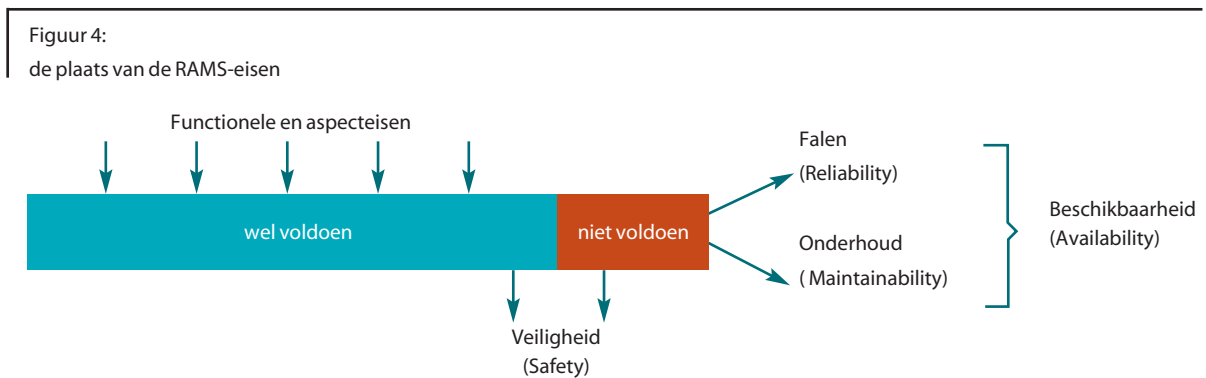 Figuur 4:
de plaats van de RAMS-eisen
Functionele en aspecteisen
wel voldoen
niet voldoen
Falen
(Reliability)
Onderhoud
( Maintainability)
Beschikbaarheid
(Availability)
Veiligheid
(Safety)